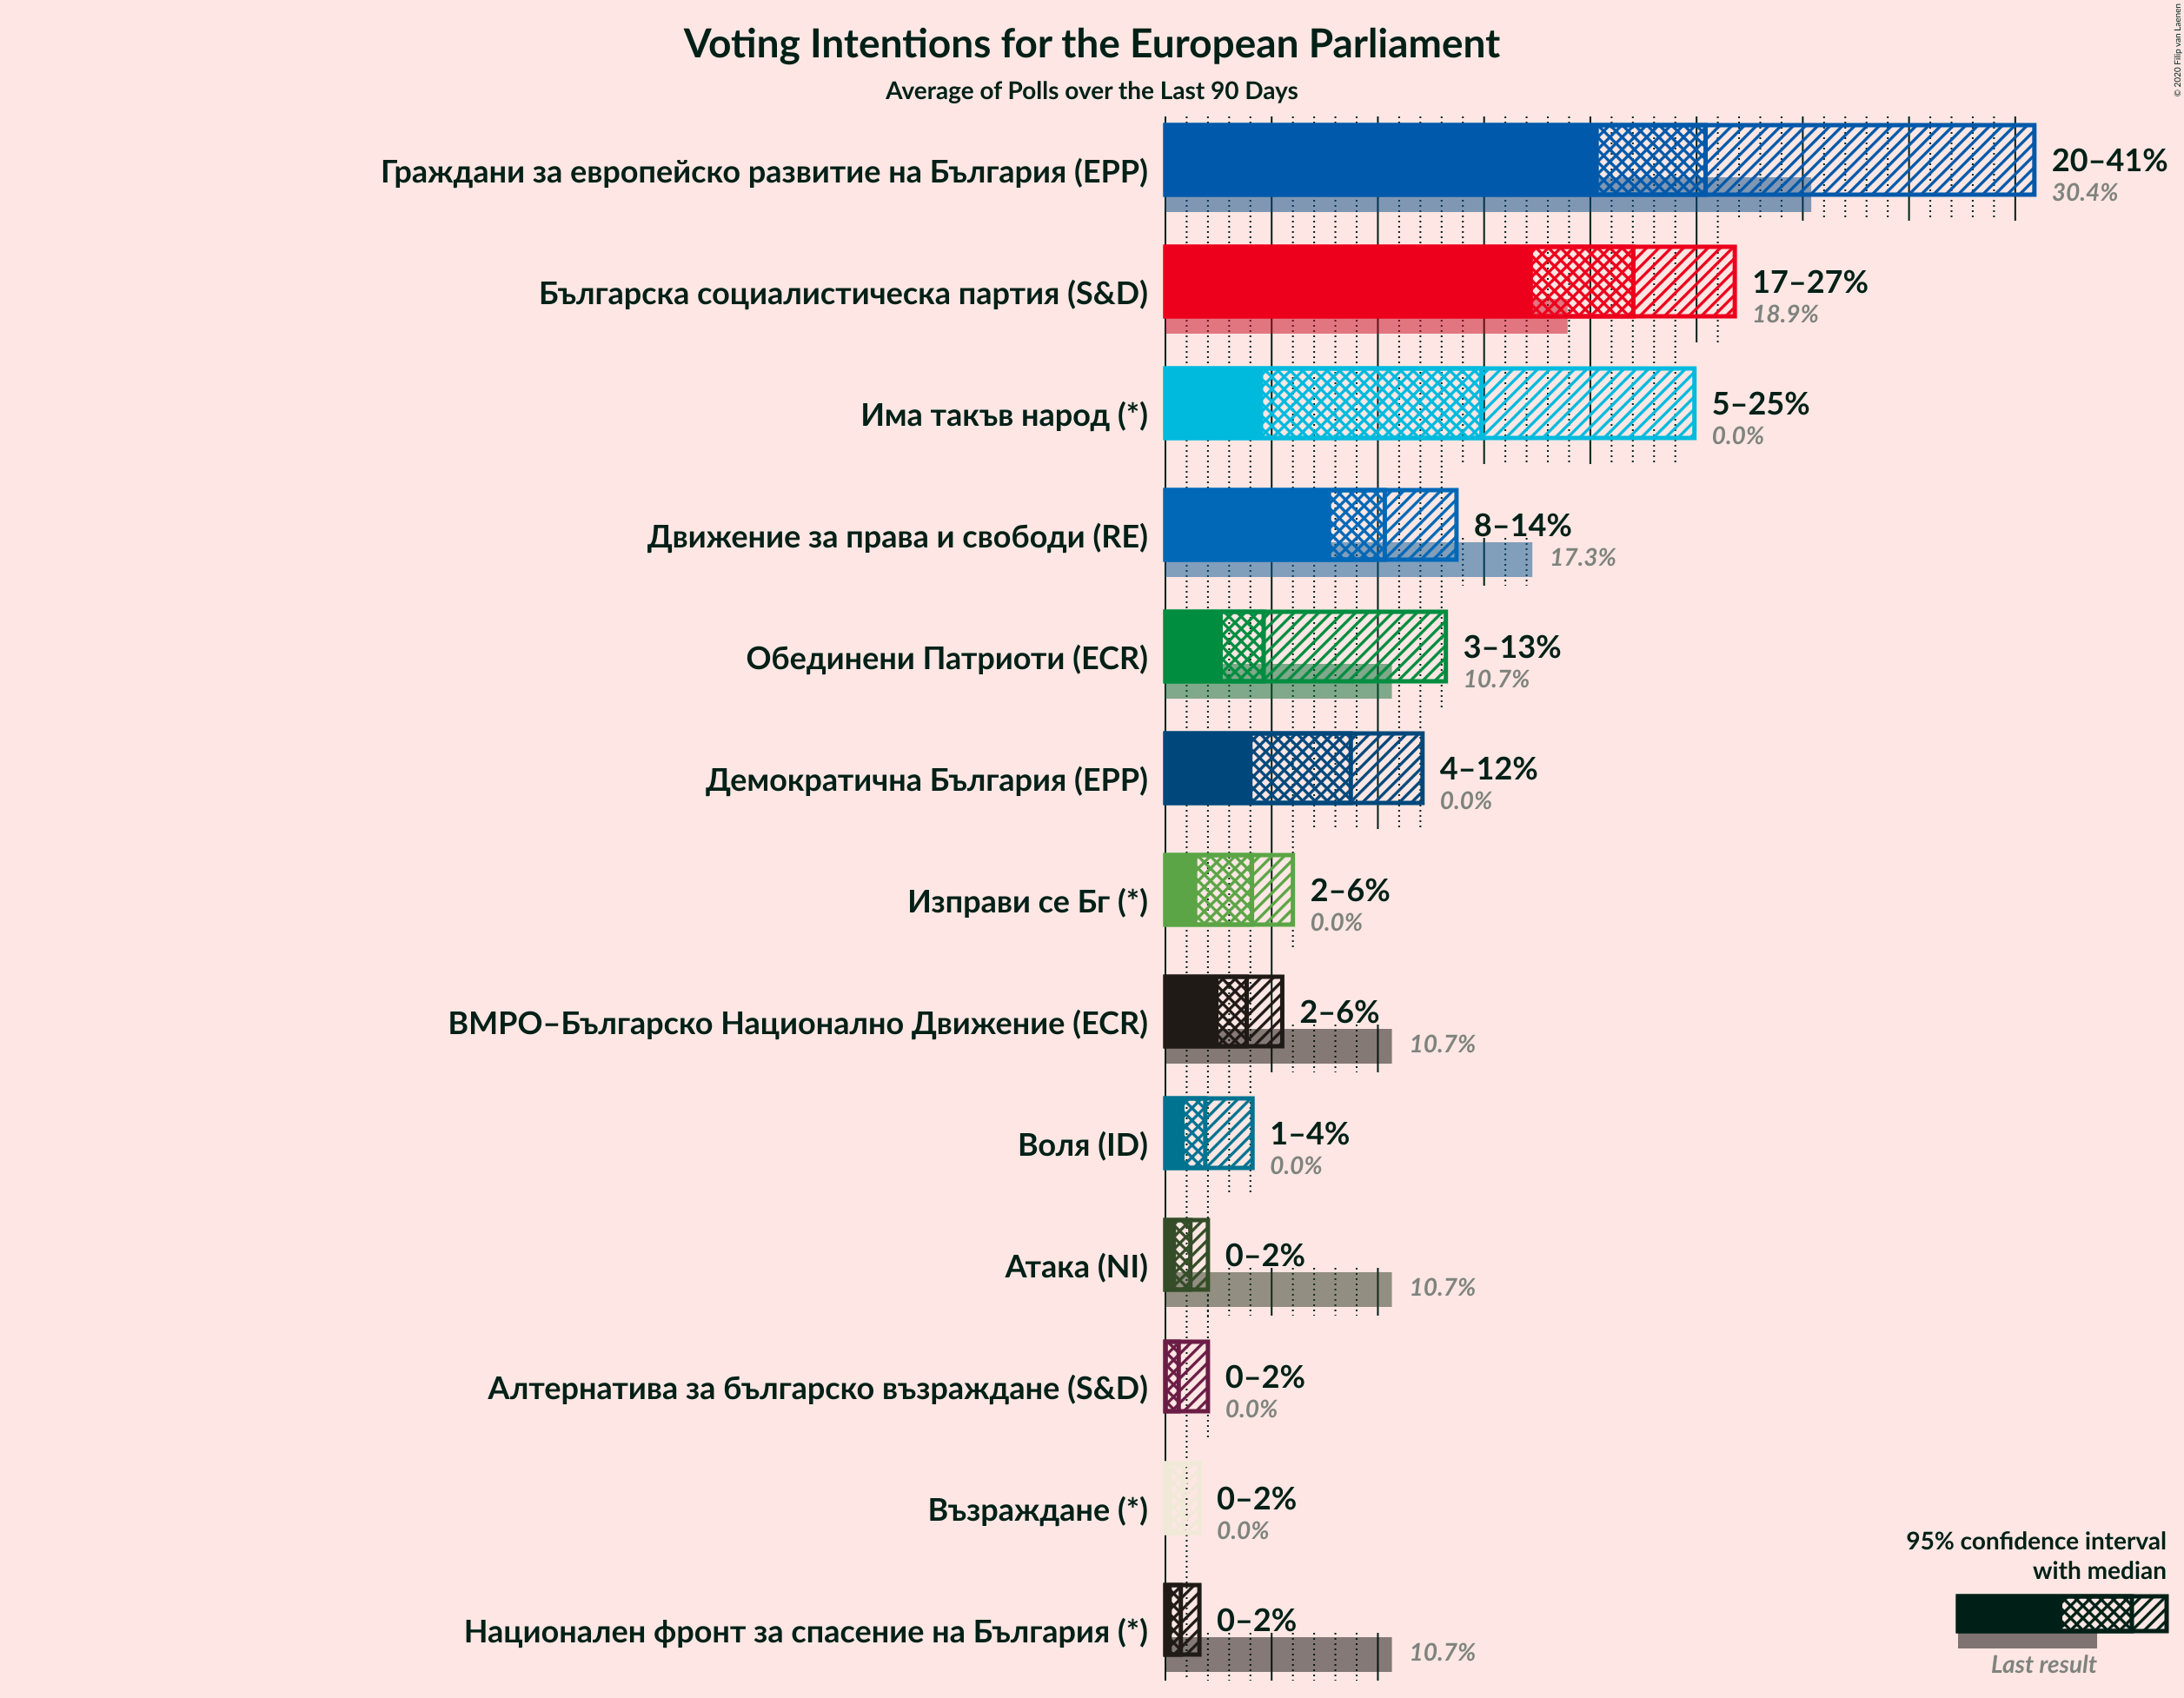 © 2020 Filip van Laenen
Voting Intentions for the European Parliament
Average of Polls over the Last 90 Days
Граждани за европейско развитие на България (EPP)
20–41%
30.4%
Българска социалистическа партия (S&D)
17–27%
18.9%
Има такъв народ (*)
5–25%
0.0%
Движение за права и свободи (RE)
8–14%
17.3%
Обединени Патриоти (ECR)
3–13%
10.7%
Демократична България (EPP)
4–12%
0.0%
Изправи се Бг (*)
2–6%
0.0%
ВМРО–Българско Национално Движение (ECR)
2–6%
10.7%
Воля (ID)
1–4%
0.0%
Атака (NI)
0–2%
10.7%
Алтернатива за българско възраждане (S&D)
0–2%
0.0%
Възраждане (*)
0–2%
0.0%
Национален фронт за спасение на България (*)
0–2%
10.7%
95% confidence interval
with median
Last result